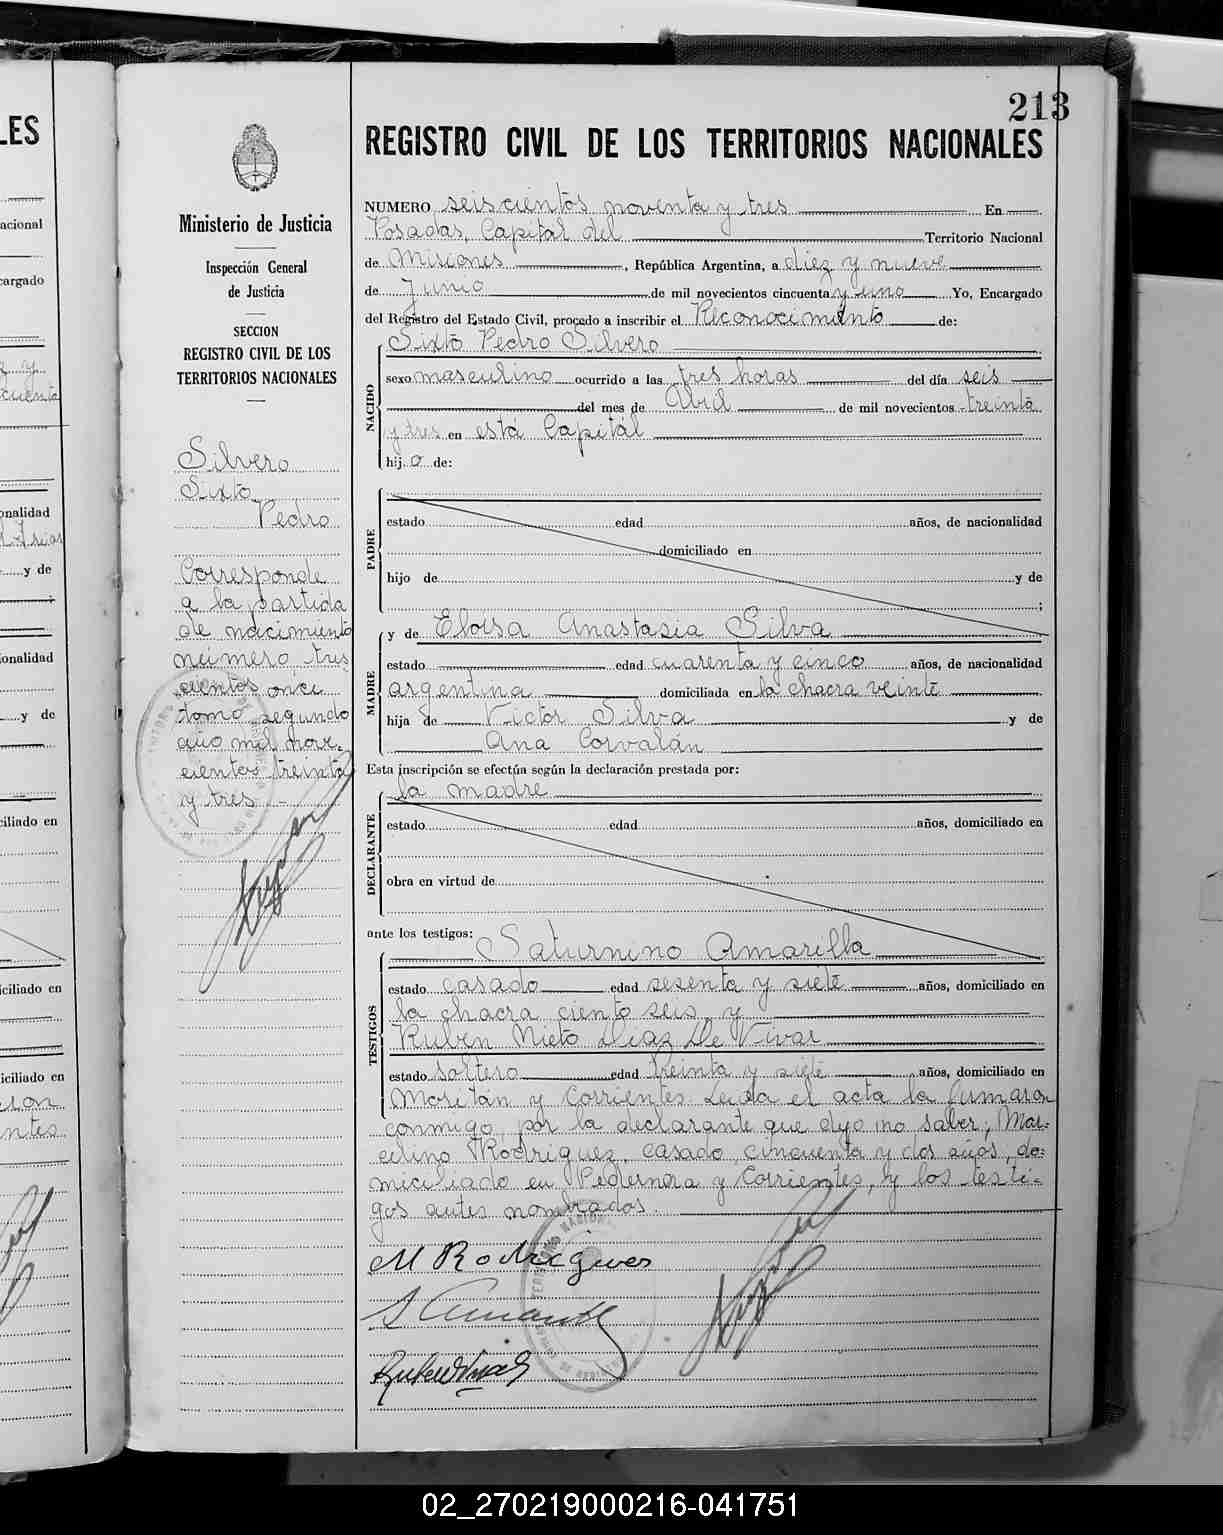 213
REGISTRO CIVIL DE LOS TERRITORIOS NACIONALES
Ministerio de Justicia
Inspección General
de Justicia
SECCION
REGISTRO CIVIL DE LOS
TERRITORIOS NACIONALES
Silvero
Sixto
Pedro
Corresponde
a la partida
de nacimiento
número tres
cientos once
tomo segundo
año mil nove-
cientos treinta
y tres
NUMERO seiscientos noventa y tres En
Posadas, Capital del Territorio Nacional
de Misiones, República Argentina, a diez y nueve
de Junio de mil novecientos cincuenta y uno Yo, Encargado
del Registro del Estado Civil, procedo a inscribir el Reconocimiento de:
NACIDO
Sixto Pedro Silvero
sexo masculino ocurrido a las tres horas del día seis
del mes de Abril de mil novecientos treinta
y tres en está Capital
hijo de:
PADRE
estado edad años, de nacionalidad
domiciliado en
hijo de y de
;
MADRE
y de Eloisa Anastasia Silva
estado edad cuarenta y cinco años, de nacionalidad
argentina domiciliada en la chacra veinte
hija de Victor Silva y de
Ana Corvalán
Esta inscripción se efectúa según la declaración prestada por:
DECLARANTE
la madre
estado edad años, domiciliado en
obra en virtud de
ante los testigos:
TESTIGOS
Saturnino Amarilla
estado casado edad sesenta y siete años, domiciliado en
la chacra ciento seis y
Ruben Nieto Diaz De Vivar
estado soltero edad treinta y siete años, domiciliado en
Moritan y Corrientes. Leida el acta la firmaron
conmigo, por la declarante que dijo no saber, Mar-
celino Rodriguez, casado, cincuenta y dos años, do-
miciliado en Pedernera y Corrientes, y los testi-
gos antes nombrados.
M Rodrigues
02_270219000216-041751